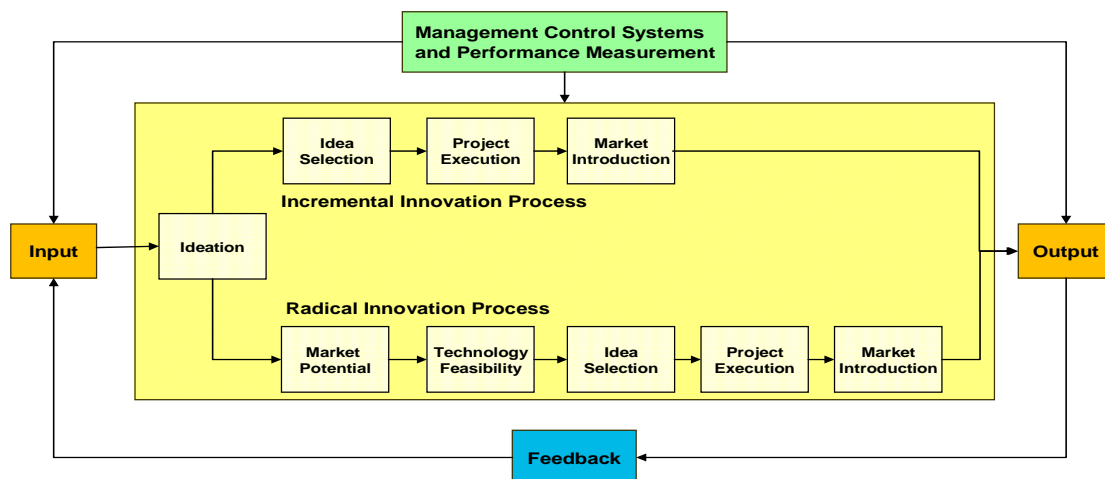 Management Control Systems
and Performance Measurement
Idea
Selection
Project
Execution
Market
Introduction
Incremental Innovation Process
Input
Ideation
Output
Radical Innovation Process
Market
Potential
Technology
Feasibility
Idea
Selection
Project
Execution
Market
Introduction
Feedback